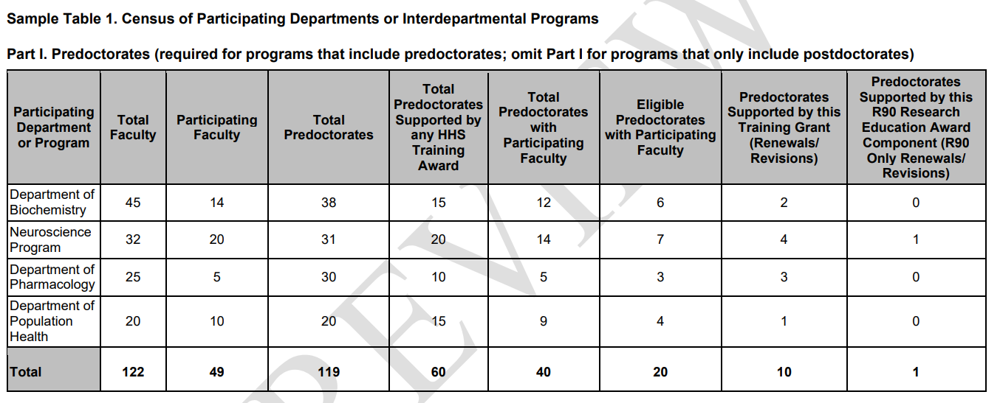 Sample Table 1. Census of Participating Departments or Interdepartmental Programs
Part I. Predoctorates (required for programs that include predoctorates; omit Part I for programs that only include postdoctorates)
Participating
Department
or Program
Total
Faculty
Participating
Faculty
Total
Predoctorates
Total
Predoctorates
Supported by
any HHS
Training
Award
Total
Predoctorates
with
Participating
Faculty
Eligible
Predoctorates
with Participating
Faculty
Predoctorates
Supported by this
Training Grant
(Renewals/
Revisions)
Predoctorates
Supported by this
R90 Research
Education Award
Component (R90
Only Renewals/
Revisions)
Department of
Biochemistry
45 14 38 15 12 6 2 0
Neuroscience
Program
32 20 31 20 14 7 4 1
Department of
Pharmacology
25 5 30 10 5 3 3 0
Department of
Population
Health
20 10 20 15 9 4 1 0
Total 122 49 119 60 40 20 10 1